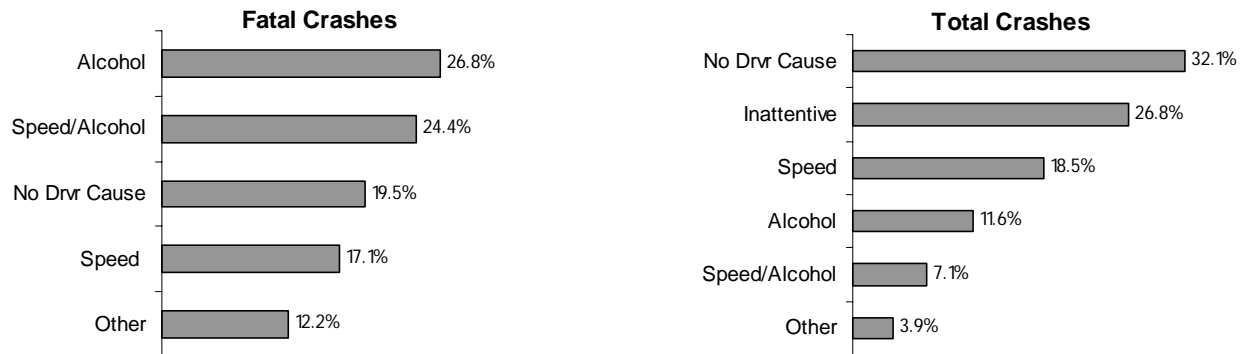 Fatal Crashes
Alcohol 26.8%
Speed/Alcohol 24.4%
No Drvr Cause 19.5%
Speed 17.1%
Other 12.2%
Total Crashes
No Drvr Cause 32.1%
Inattentive 26.8%
Speed 18.5%
Alcohol 11.6%
Speed/Alcohol 7.1%
Other 3.9%